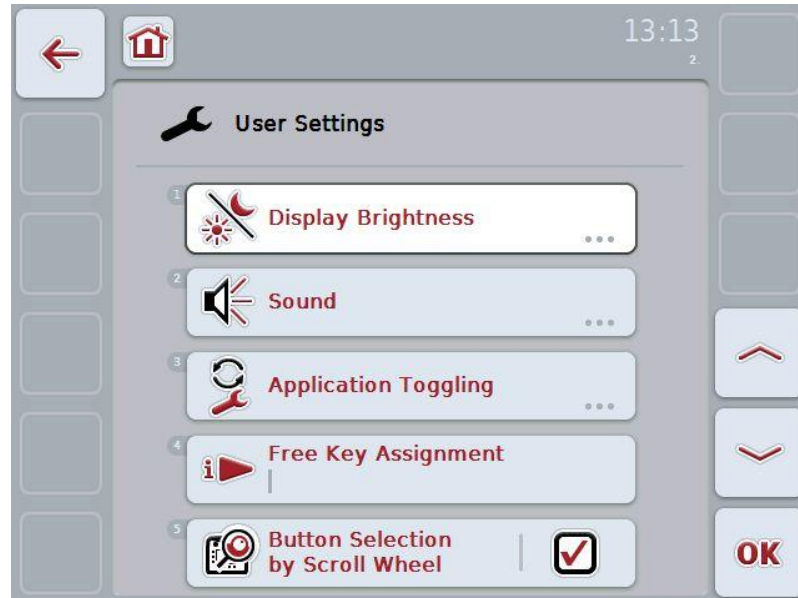 13:13
2.
User Settings
1
Display Brightness
...
2
Sound
...
3
Application Toggling
...
4
Free Key Assignment
i
5
Button Selection
by Scroll Wheel
OK